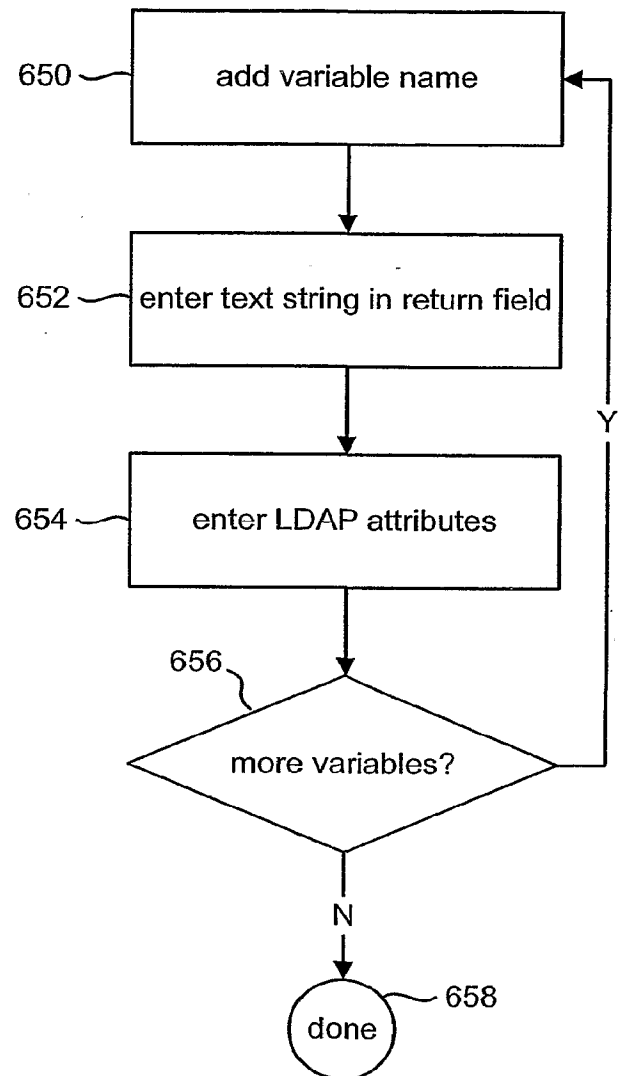 650
add variable name
652
enter text string in return field
654
enter LDAP attributes
Y
656
more variables?
N
658
done